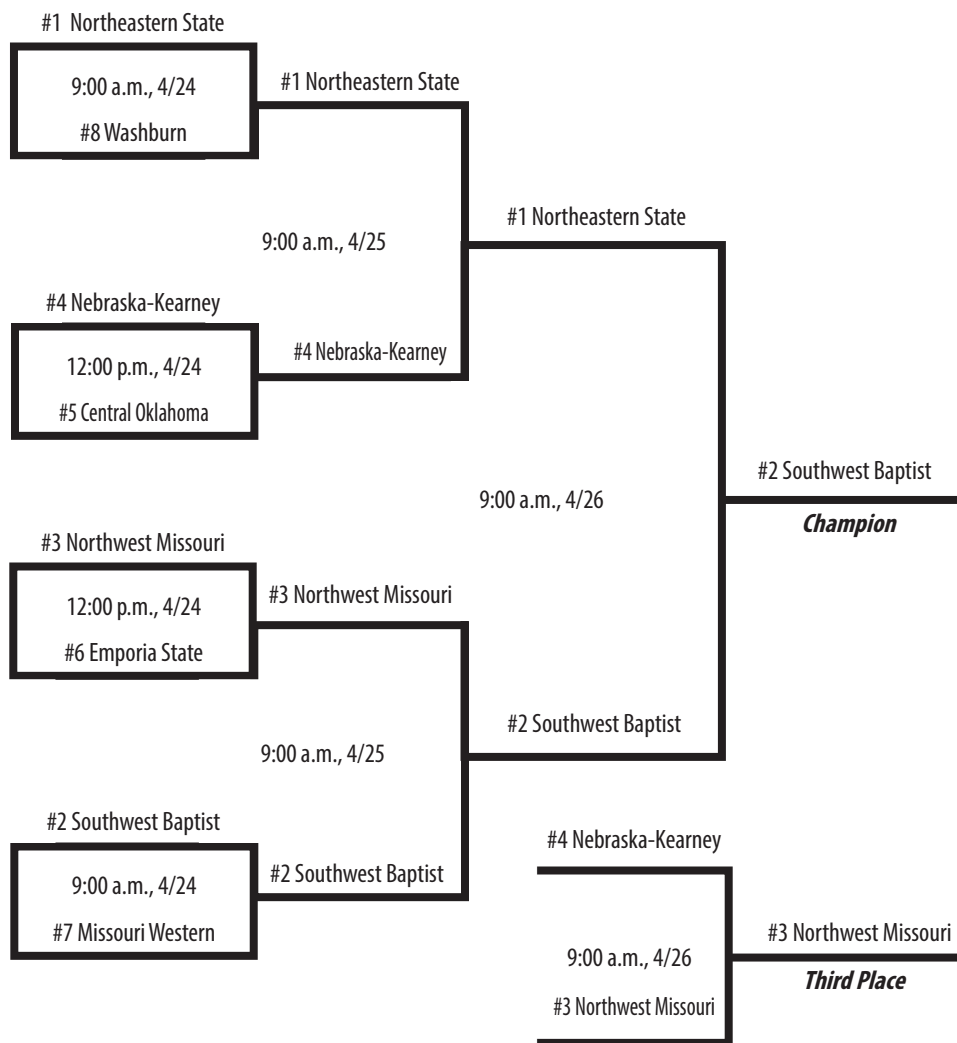 #1 Northeastern State
9:00 a.m., 4/24
#8 Washburn
#1 Northeastern State
9:00 a.m., 4/25
#1 Northeastern State
#4 Nebraska-Kearney
12:00 p.m., 4/24
#5 Central Oklahoma
#4 Nebraska-Kearney
9:00 a.m., 4/26
#2 Southwest Baptist
Champion
#3 Northwest Missouri
12:00 p.m., 4/24
#6 Emporia State
#3 Northwest Missouri
9:00 a.m., 4/25
#2 Southwest Baptist
#2 Southwest Baptist
9:00 a.m., 4/24
#7 Missouri Western
#2 Southwest Baptist
#4 Nebraska-Kearney
9:00 a.m., 4/26
#3 Northwest Missouri
#3 Northwest Missouri
Third Place